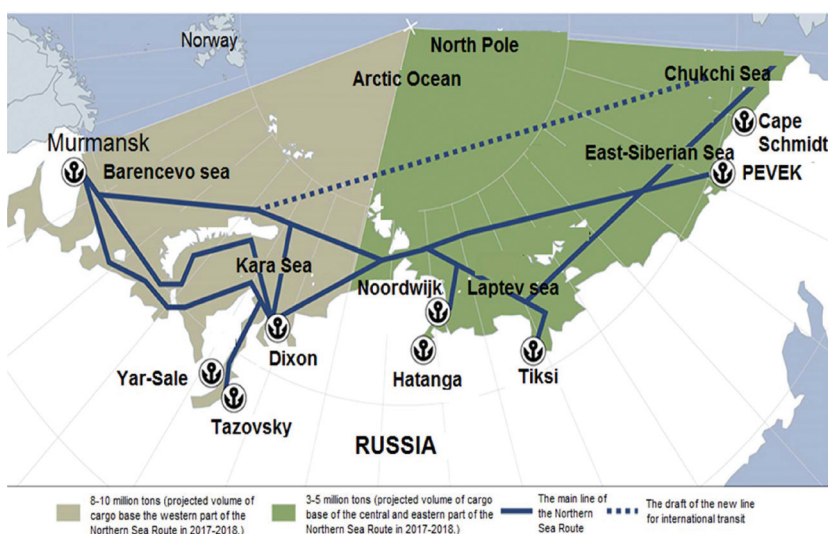 Norway
North Pole
Arctic Ocean
Chukchi Sea
Murmansk
Barencevo sea
Cape
Schmidt
East-Siberian Sea
PEVEK
Kara Sea
Noordwijk
Laptev sea
Dixon
Yar-Sale
Hatanga
Tiksi
Tazovsky
RUSSIA
8-10 million tons (projected volume of
cargo base the western part of the
Northern Sea Route in 2017-2018.)
3-5 million tons (projected volume of cargo
base of the central and eastern part of the
Northern Sea Route in 2017-2018.)
The main line of
the Northern
Sea Route
The draft of the new line
for international transit